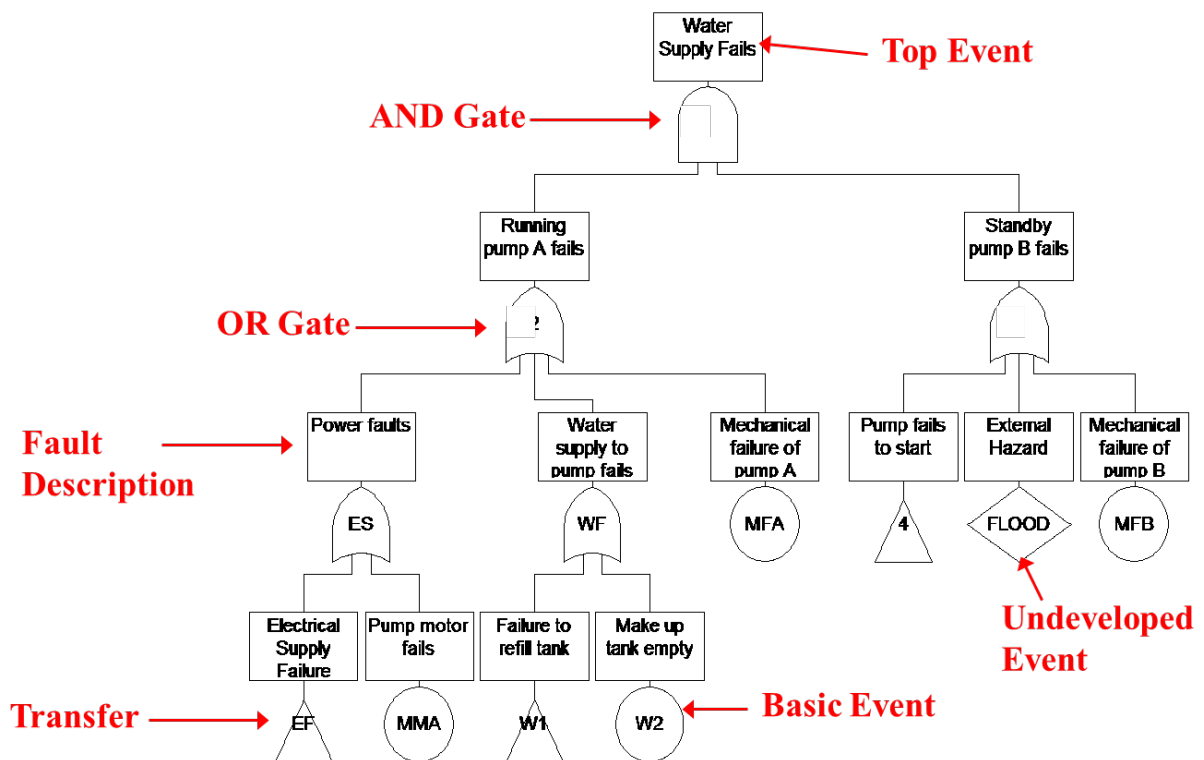 Water
Supply Fails
Top Event
AND Gate
Running
pump A fails
Standby
pump B fails
OR Gate
2
Power faults
Water
supply to
pump fails
Mechanical
failure of
pump A
Pump fails
to start
External
Hazard
Mechanical
failure of
pump B
Fault
Description
ES
WF
MFA
4
FLOOD
MFB
Electrical
Supply
Failure
Pump motor
fails
Failure to
refill tank
Make up
tank empty
Undeveloped
Event
Transfer
EF
MMA
W1
W2
Basic Event